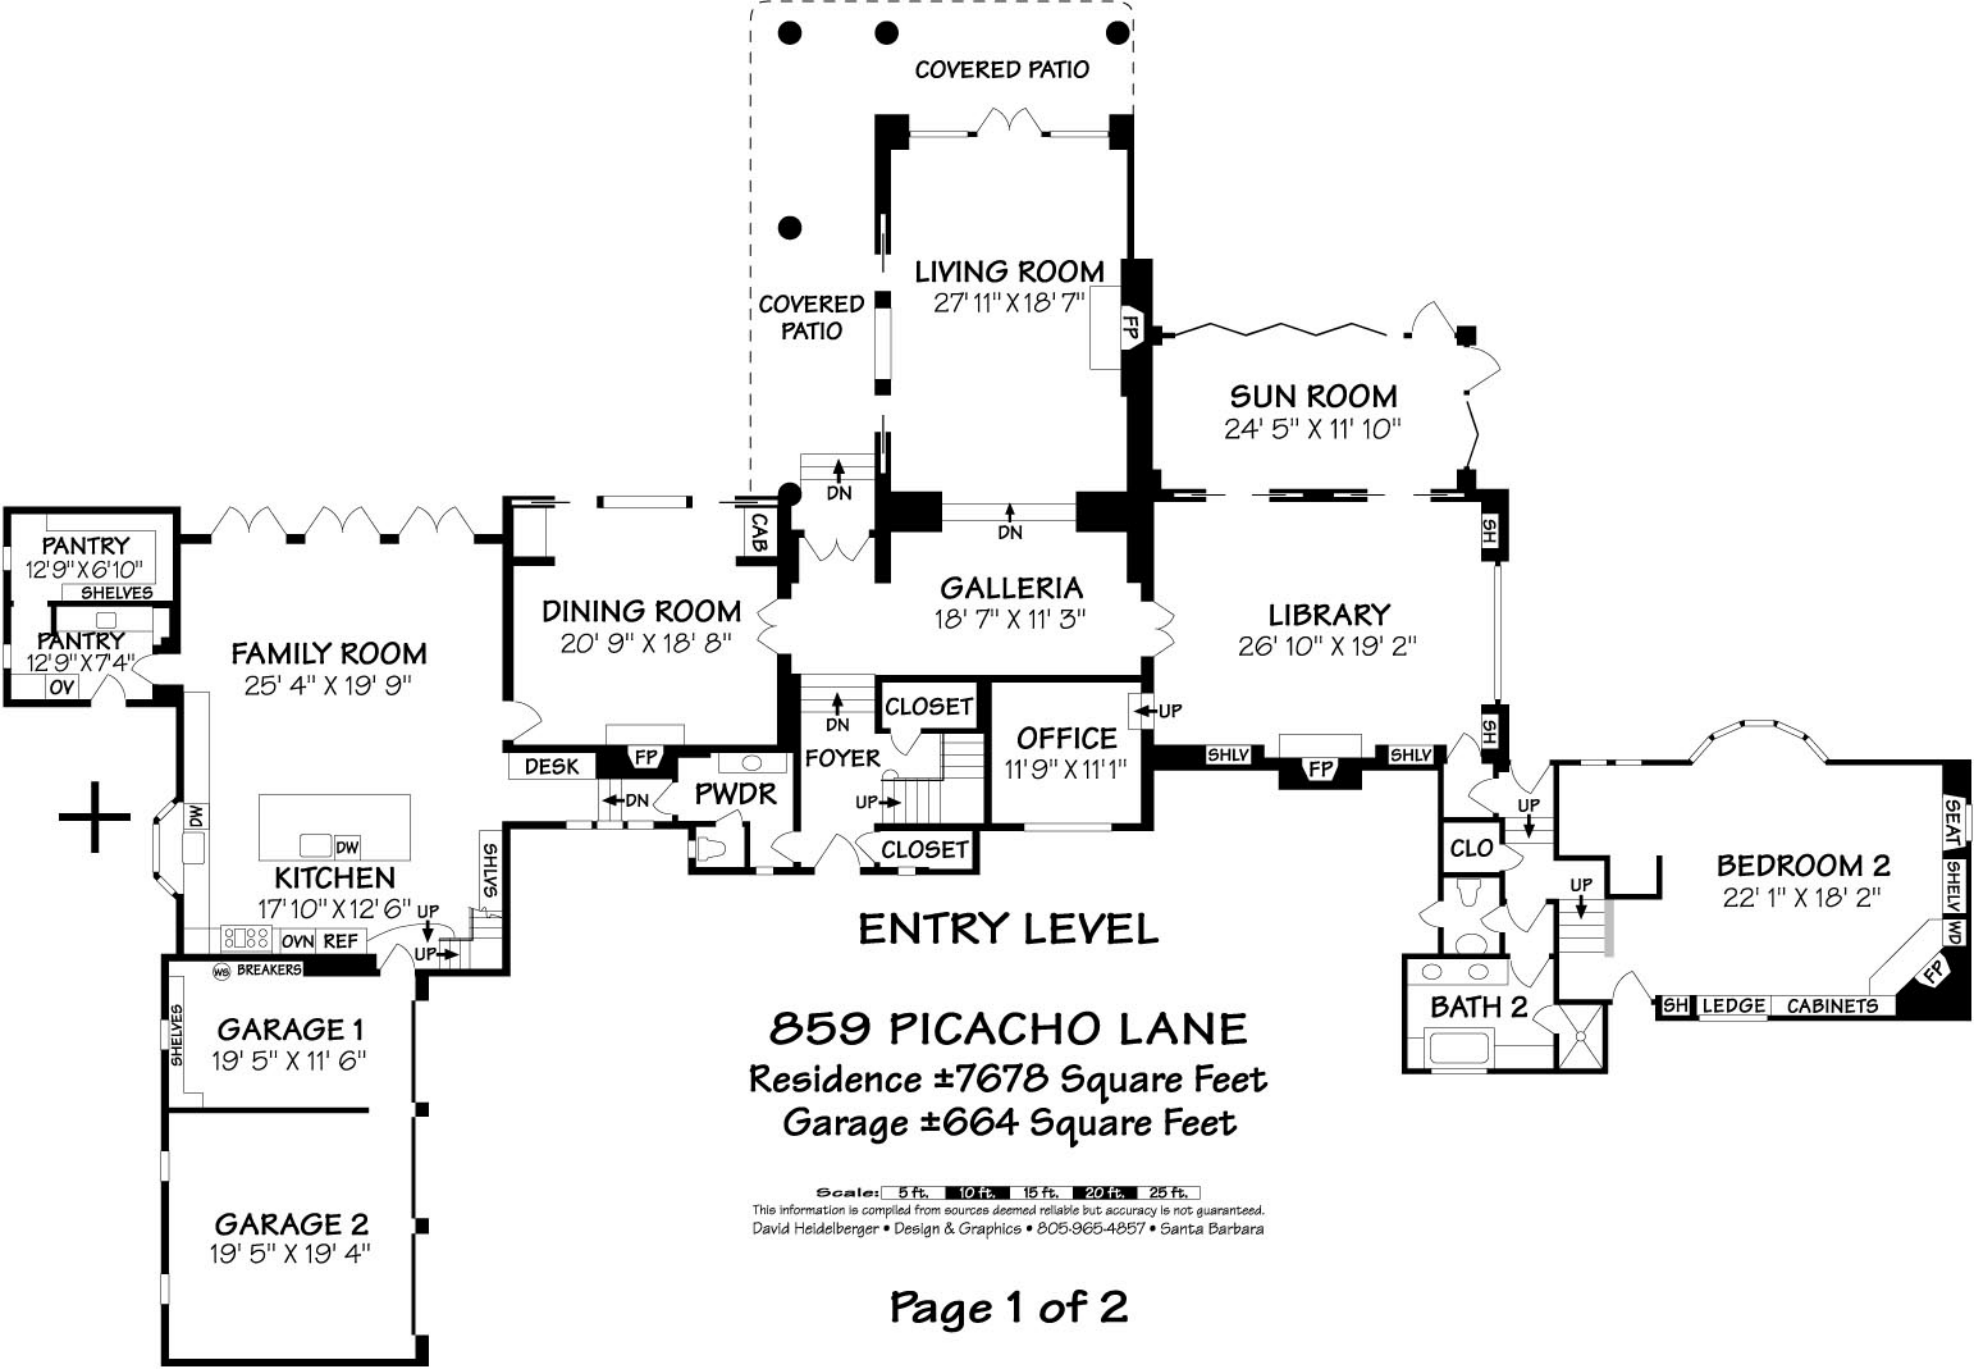 COVERED PATIO
LIVING ROOM
27' 11" X 18' 7"
COVERED
PATIO
FP
SUN ROOM
24' 5" X 11' 10"
DN
DN
CAB
SH
PANTRY
12'9" X 6'10"
SHELVES
GALLERIA
18' 7" X 11' 3"
DINING ROOM
20' 9" X 18' 8"
LIBRARY
26' 10" X 19' 2"
PANTRY
12'9" X 7'4"
OV
FAMILY ROOM
25' 4" X 19' 9"
DN
CLOSET
UP
SH
OFFICE
11'9" X 11'1"
FOYER
DESK
FP
SHLV
FP
SHLV
PWDR
DN
UP
UP
DW
DW
CLOSET
CLO
SEAT
BEDROOM 2
22' 1" X 18' 2"
SHELV
WD
FP
UP
KITCHEN
17' 10" X 12' 6"
SHLVS
UP
UP
OVN
REF
ENTRY LEVEL
WS
BREAKERS
SHELVES
GARAGE 1
19' 5" X 11' 6"
BATH 2
SH
LEDGE
CABINETS
859 PICACHO LANE
Residence ±7678 Square Feet
Garage ±664 Square Feet
GARAGE 2
19' 5" X 19' 4"
Scale: 5 ft. 10 ft. 15 ft. 20 ft. 25 ft.
This information is compiled from sources deemed reliable but accuracy is not guaranteed.
David Heidelberger • Design & Graphics • 805-965-4857 • Santa Barbara
Page 1 of 2